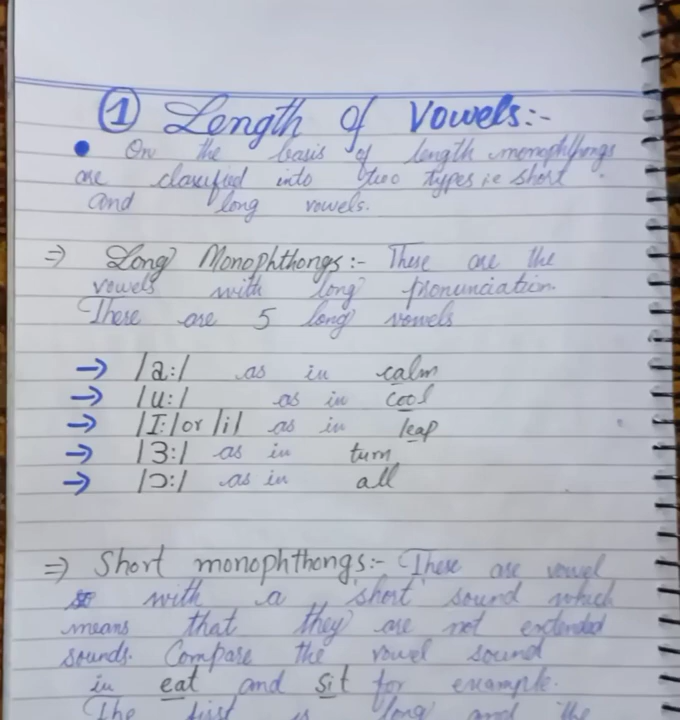 ① Length of Vowels:-
• On the basis of length monophthongs
are classified into two types i.e short
and long vowels.
⇒ Long Monophthongs:- These are the
vowels with long pronunciation.
There are 5 long vowels
→ /a:/ as in calm
→ /u:/ as in cool
→ /I:/ or /i/ as in leap
→ /3:/ as in turn
→ /ɔ:/ as in all
⇒ Short monophthongs:- These are vowel
with a 'short' sound which
means that they are not extended
sounds. Compare the vowel sound
in eat and sit for example.
The first is long and the